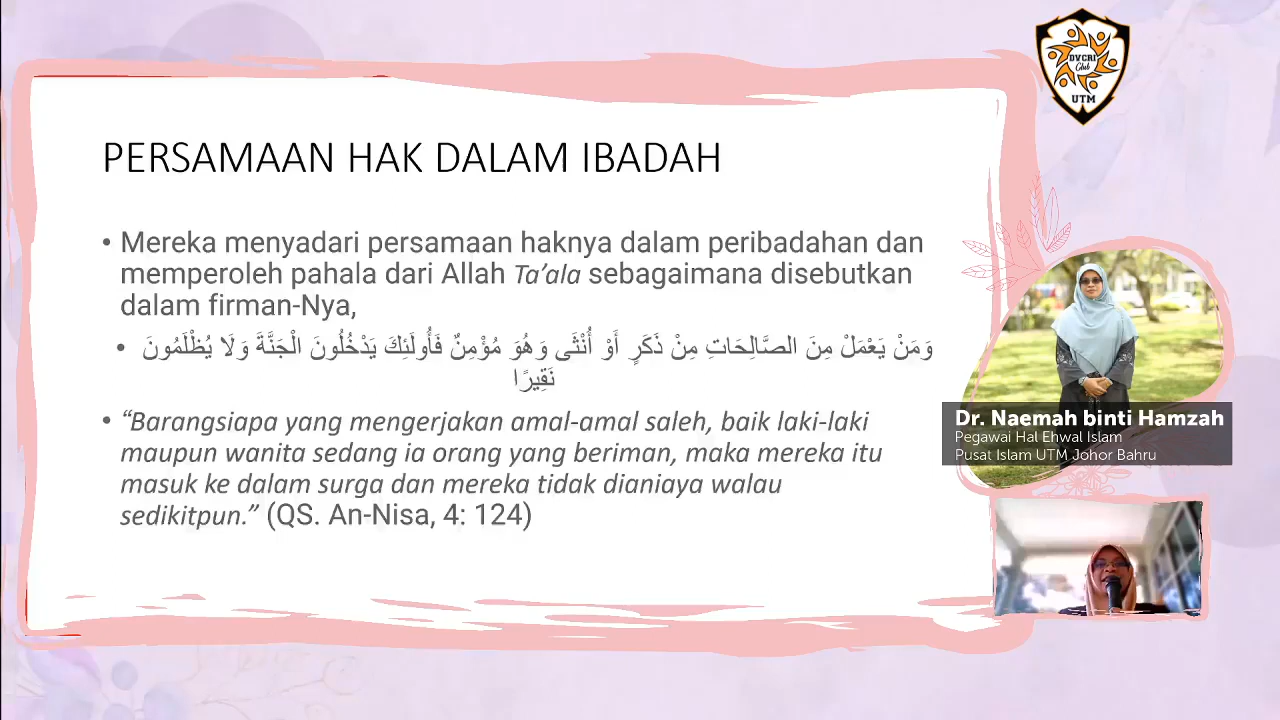 DVCRI
Club
UTM
PERSAMAAN HAK DALAM IBADAH
• Mereka menyadari persamaan haknya dalam peribadahan dan
memperoleh pahala dari Allah Ta’ala sebagaimana disebutkan
dalam firman-Nya,
• وَمَنْ يَعْمَلْ مِنَ الصَّالِحَاتِ مِنْ ذَكَرٍ أَوْ أُنْثَى وَهُوَ مُؤْمِنٌ فَأُولَئِكَ يَدْخُلُونَ الْجَنَّةَ وَلَا يُظْلَمُونَ
نَقِيرًا
• “Barangsiapa yang mengerjakan amal-amal saleh, baik laki-laki
maupun wanita sedang ia orang yang beriman, maka mereka itu
masuk ke dalam surga dan mereka tidak dianiaya walau
sedikitpun.” (QS. An-Nisa, 4: 124)
Dr. Naemah binti Hamzah
Pegawai Hal Ehwal Islam
Pusat Islam UTM Johor Bahru